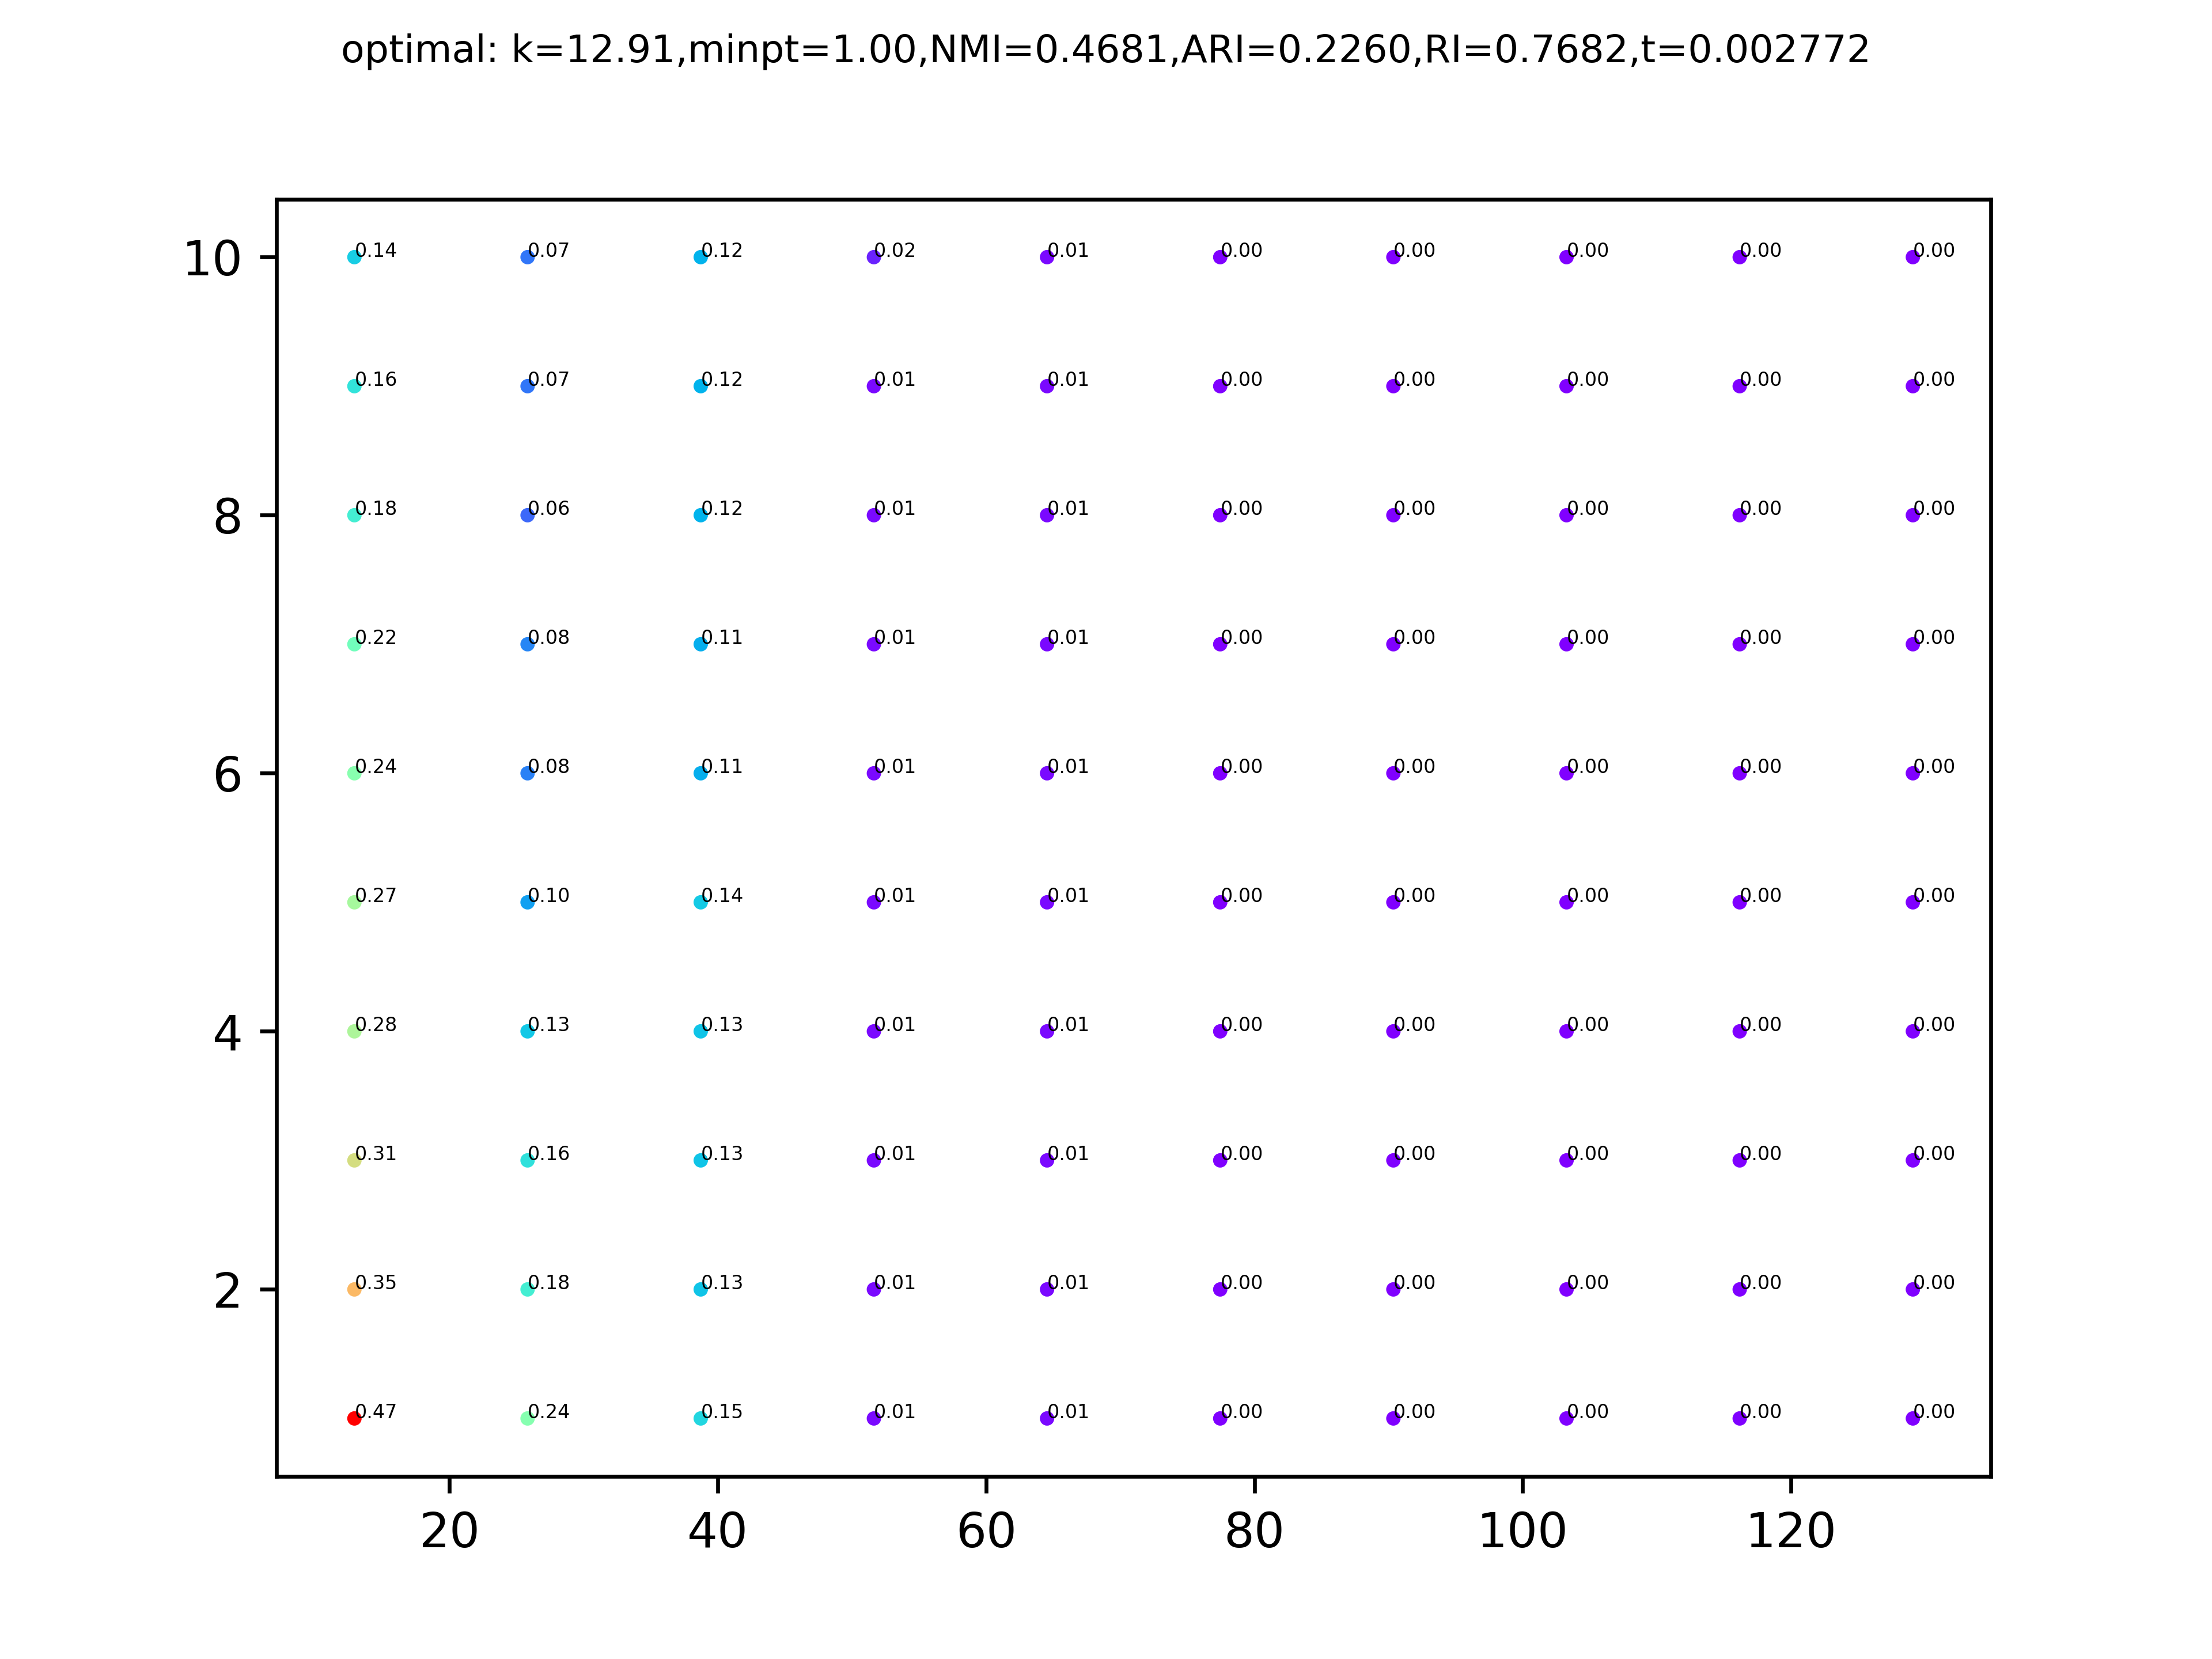 optimal: k=12.91,minpt=1.00,NMI=0.4681,ARI=0.2260,RI=0.7682,t=0.002772
10 0.14 0.07 0.12 0.02 0.01 0.00 0.00 0.00 0.00 0.00
0.16 0.07 0.12 0.01 0.01 0.00 0.00 0.00 0.00 0.00
8 0.18 0.06 0.12 0.01 0.01 0.00 0.00 0.00 0.00 0.00
0.22 0.08 0.11 0.01 0.01 0.00 0.00 0.00 0.00 0.00
6 0.24 0.08 0.11 0.01 0.01 0.00 0.00 0.00 0.00 0.00
0.27 0.10 0.14 0.01 0.01 0.00 0.00 0.00 0.00 0.00
4 0.28 0.13 0.13 0.01 0.01 0.00 0.00 0.00 0.00 0.00
0.31 0.16 0.13 0.01 0.01 0.00 0.00 0.00 0.00 0.00
2 0.35 0.18 0.13 0.01 0.01 0.00 0.00 0.00 0.00 0.00
0.47 0.24 0.15 0.01 0.01 0.00 0.00 0.00 0.00 0.00
20 40 60 80 100 120